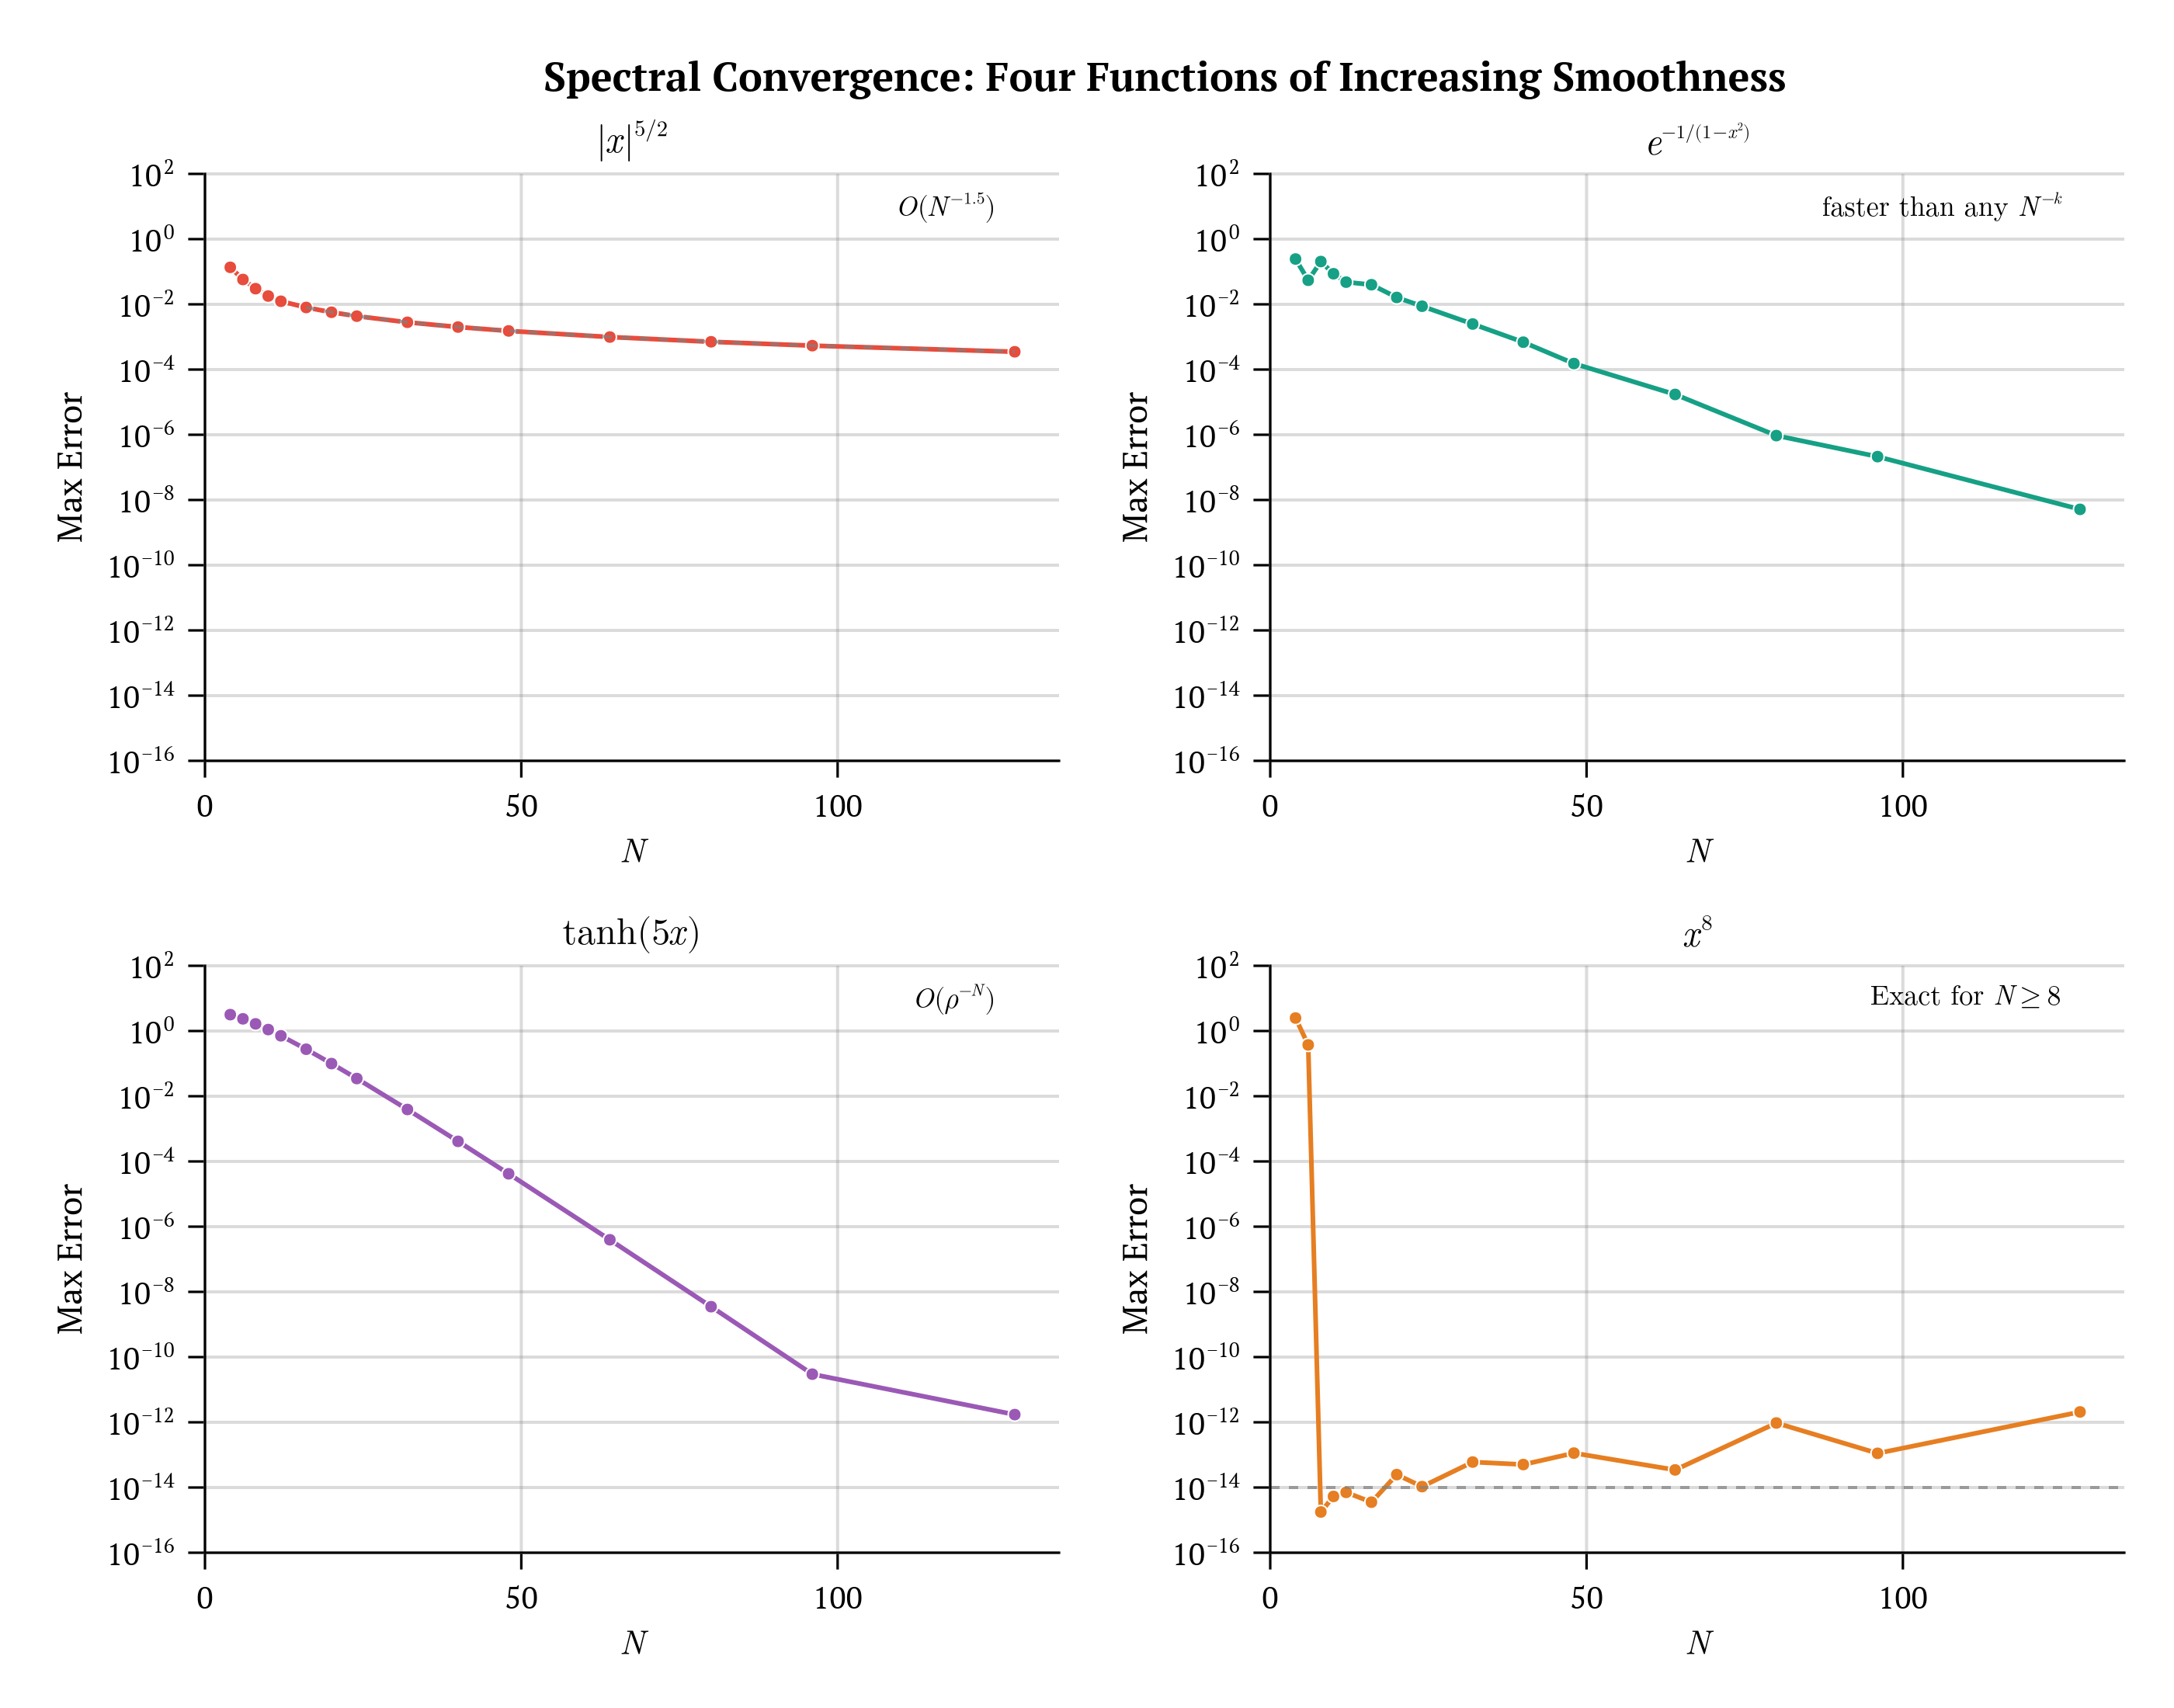 Spectral Convergence: Four Functions of Increasing Smoothness
|x|^{5/2}
O(N^{-1.5})
Max Error
10^2
10^0
10^{-2}
10^{-4}
10^{-6}
10^{-8}
10^{-10}
10^{-12}
10^{-14}
10^{-16}
0 50 100
N
e^{-1/(1-x^2)}
faster than any N^{-k}
Max Error
10^2
10^0
10^{-2}
10^{-4}
10^{-6}
10^{-8}
10^{-10}
10^{-12}
10^{-14}
10^{-16}
0 50 100
N
tanh(5x)
O(ρ^{-N})
Max Error
10^2
10^0
10^{-2}
10^{-4}
10^{-6}
10^{-8}
10^{-10}
10^{-12}
10^{-14}
10^{-16}
0 50 100
N
x^8
Exact for N ≥ 8
Max Error
10^2
10^0
10^{-2}
10^{-4}
10^{-6}
10^{-8}
10^{-10}
10^{-12}
10^{-14}
10^{-16}
0 50 100
N